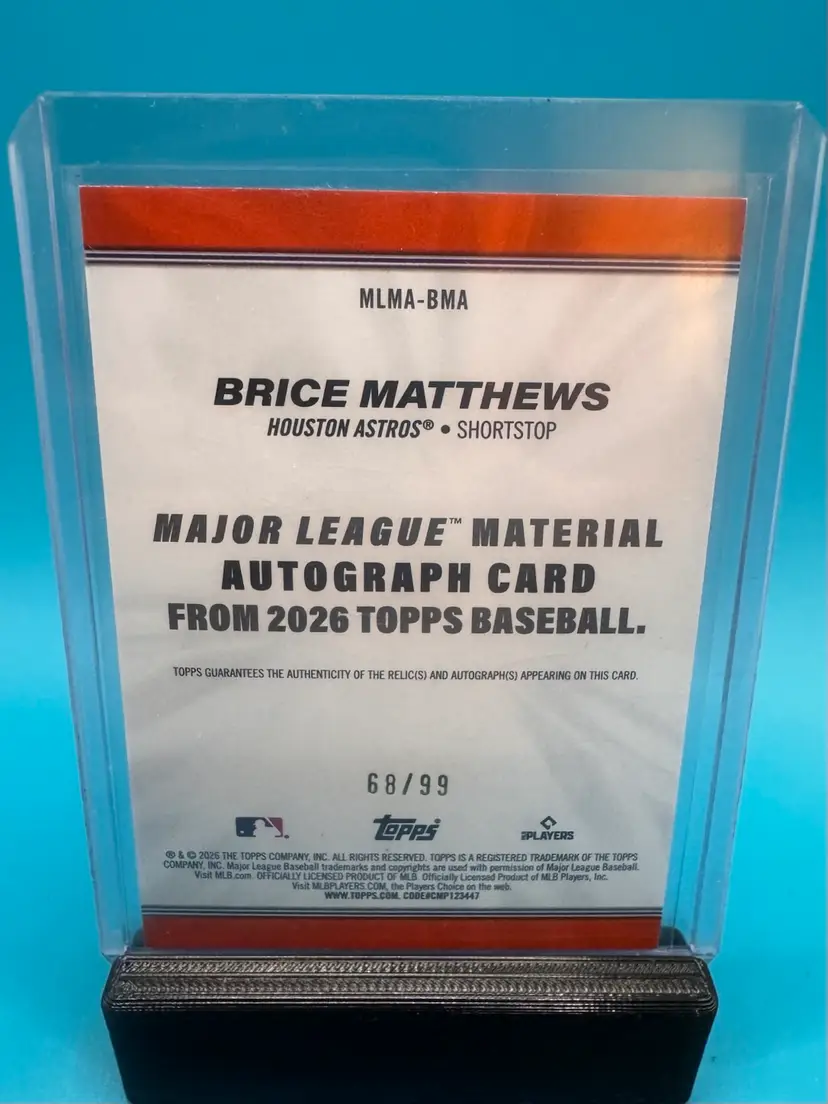 MLMA-BMA
BRICE MATTHEWS
HOUSTON ASTROS® • SHORTSTOP
MAJOR LEAGUE™ MATERIAL
AUTOGRAPH CARD
FROM 2026 TOPPS BASEBALL.
TOPPS GUARANTEES THE AUTHENTICITY OF THE RELIC(S) AND AUTOGRAPH(S) APPEARING ON THIS CARD.
68/99
topps PLAYERS
® & © 2026 THE TOPPS COMPANY, INC. ALL RIGHTS RESERVED. TOPPS IS A REGISTERED TRADEMARK OF THE TOPPS
COMPANY, INC. Major League Baseball trademarks and copyrights are used with permission of Major League Baseball.
Visit MLB.com. OFFICIALLY LICENSED PRODUCT OF MLB. Officially Licensed Product of MLB Players, Inc.
Visit MLBPLAYERS.COM, the Players Choice on the web.
WWW.TOPPS.COM. CODE#CMP123447